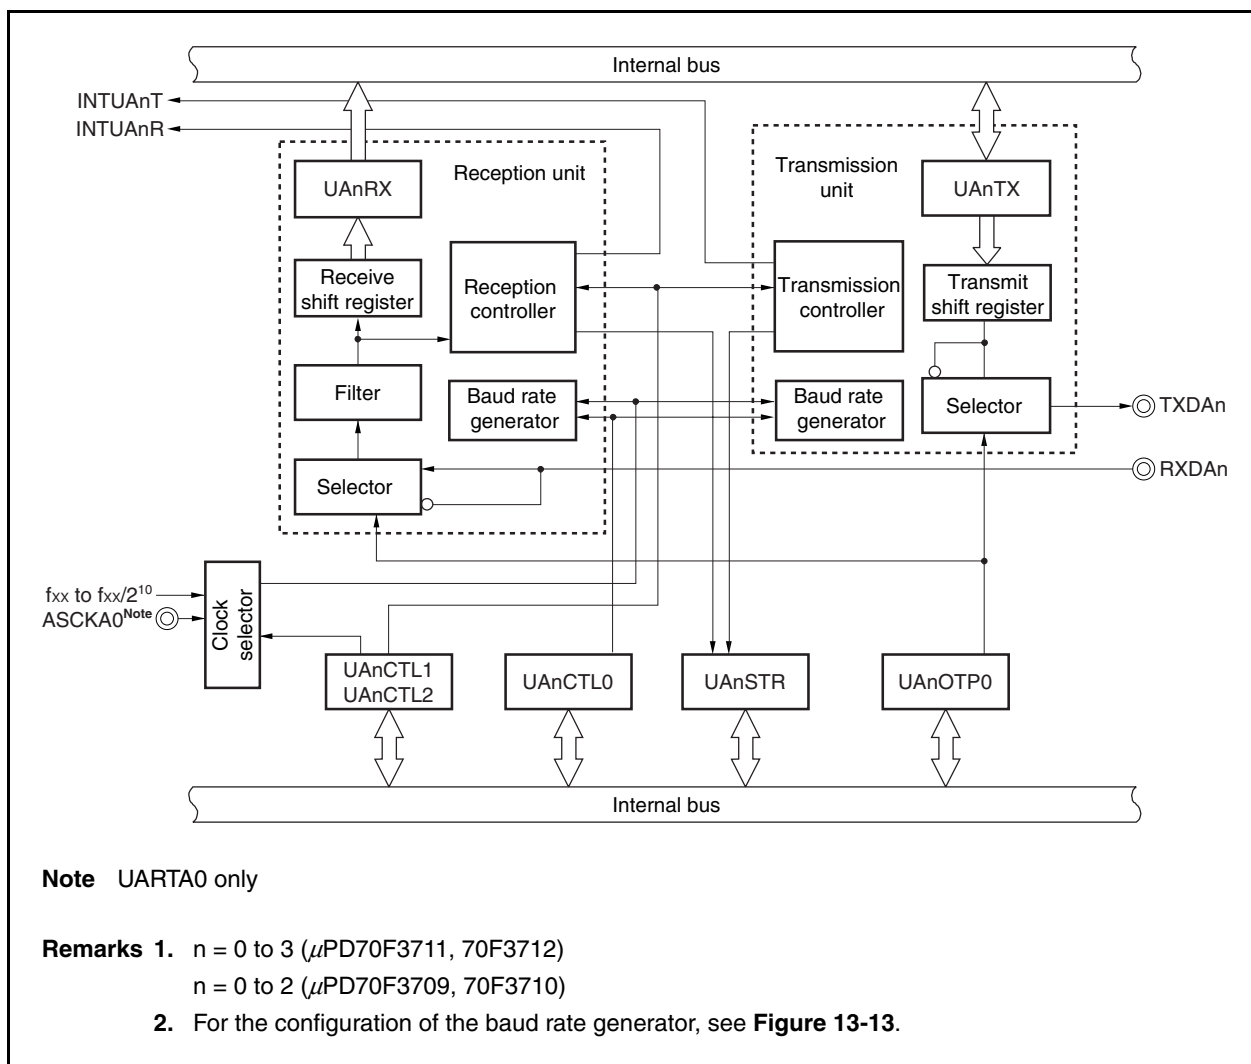 Internal bus
INTUAnT
INTUAnR
Reception unit
Transmission
unit
UAnRX
UAnTX
Receive
shift register
Reception
controller
Transmission
controller
Transmit
shift register
Filter
Baud rate
generator
Baud rate
generator
Selector
TXDAn
RXDAn
Selector
fxx to fxx/2¹⁰
ASCKA0Note
Clock
selector
UAnCTL1
UAnCTL2
UAnCTL0
UAnSTR
UAnOTP0
Internal bus
Note UARTA0 only
Remarks 1. n = 0 to 3 (μPD70F3711, 70F3712)
n = 0 to 2 (μPD70F3709, 70F3710)
2. For the configuration of the baud rate generator, see Figure 13-13.